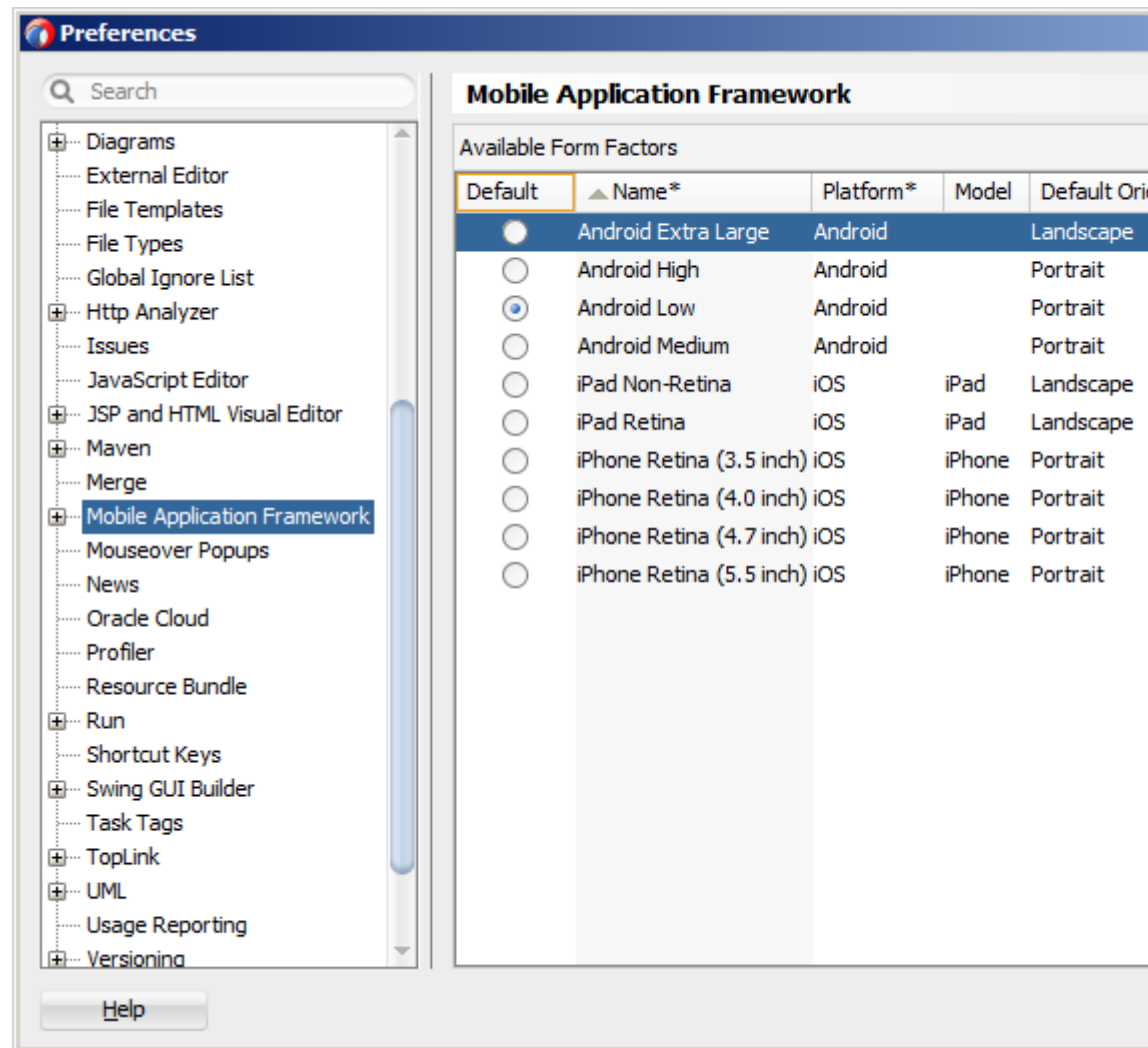 Preferences
Search
Diagrams
External Editor
File Templates
File Types
Global Ignore List
Http Analyzer
Issues
JavaScript Editor
JSP and HTML Visual Editor
Maven
Merge
Mobile Application Framework
Mouseover Popups
News
Oracle Cloud
Profiler
Resource Bundle
Run
Shortcut Keys
Swing GUI Builder
Task Tags
TopLink
UML
Usage Reporting
Versioning
Help
Mobile Application Framework
Available Form Factors
Default Name* Platform* Model Default Ori
Android Extra Large Android Landscape
Android High Android Portrait
Android Low Android Portrait
Android Medium Android Portrait
iPad Non-Retina iOS iPad Landscape
iPad Retina iOS iPad Landscape
iPhone Retina (3.5 inch) iOS iPhone Portrait
iPhone Retina (4.0 inch) iOS iPhone Portrait
iPhone Retina (4.7 inch) iOS iPhone Portrait
iPhone Retina (5.5 inch) iOS iPhone Portrait